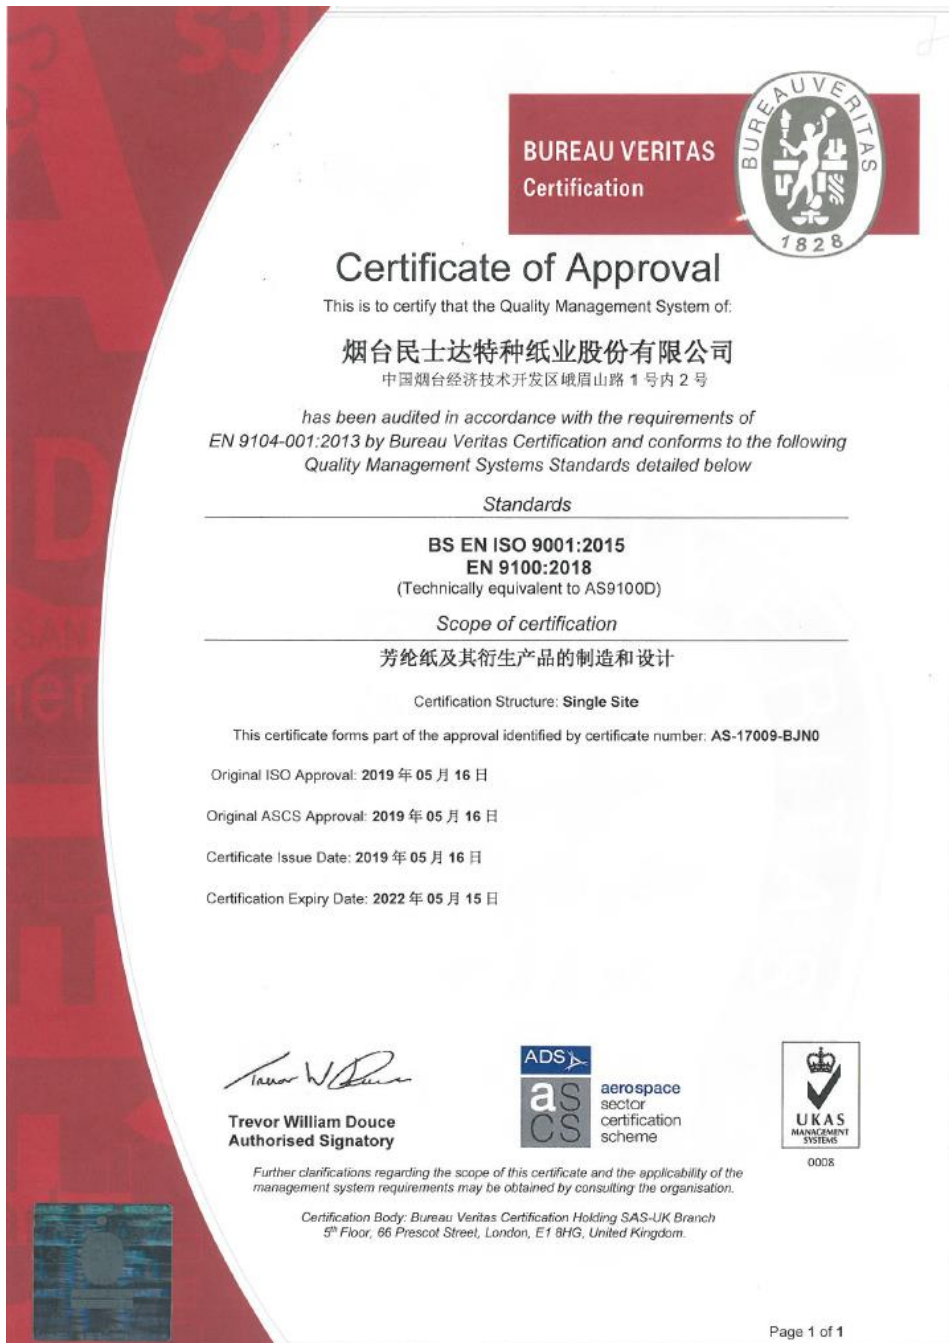 BUREAU VERITAS
Certification
BUREAU VERITAS
1828
Certificate of Approval
This is to certify that the Quality Management System of:
烟台民士达特种纸业股份有限公司
中国烟台经济技术开发区峨眉山路 1 号内 2 号
has been audited in accordance with the requirements of
EN 9104-001:2013 by Bureau Veritas Certification and conforms to the following
Quality Management Systems Standards detailed below
Standards
BS EN ISO 9001:2015
EN 9100:2018
(Technically equivalent to AS9100D)
Scope of certification
芳纶纸及其衍生产品的制造和设计
Certification Structure: Single Site
This certificate forms part of the approval identified by certificate number: AS-17009-BJN0
Original ISO Approval: 2019 年 05 月 16 日
Original ASCS Approval: 2019 年 05 月 16 日
Certificate Issue Date: 2019 年 05 月 16 日
Certification Expiry Date: 2022 年 05 月 15 日
Trevor William Douce
Authorised Signatory
ADS
asCS
aerospace
sector
certification
scheme
UKAS
MANAGEMENT
SYSTEMS
0008
Further clarifications regarding the scope of this certificate and the applicability of the
management system requirements may be obtained by consulting the organisation.
Certification Body: Bureau Veritas Certification Holding SAS-UK Branch
5th Floor, 66 Prescot Street, London, E1 8HG, United Kingdom.
Page 1 of 1